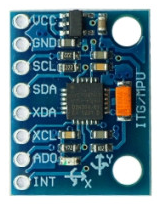 VCC
GND
SCL
SDA
XDA
XCL
ADO
INT
ITG/MPU
Y
X